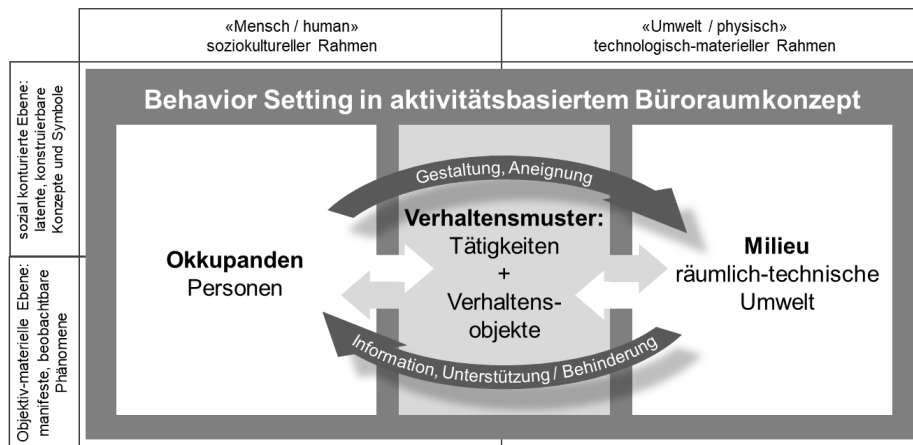 «Mensch / human»
soziokultureller Rahmen
«Umwelt / physisch»
technologisch-materieller Rahmen
sozial konturierte Ebene:
latente, konstruierbare
Konzepte und Symbole
Objektiv-materielle Ebene:
manifeste, beobachtbare
Phänomene
Behavior Setting in aktivitätsbasiertem Büroraumkonzept
Gestaltung, Aneignung
Okkupanden
Personen
Verhaltensmuster:
Tätigkeiten
+
Verhaltens-
objekte
Milieu
räumlich-technische
Umwelt
Information, Unterstützung / Behinderung